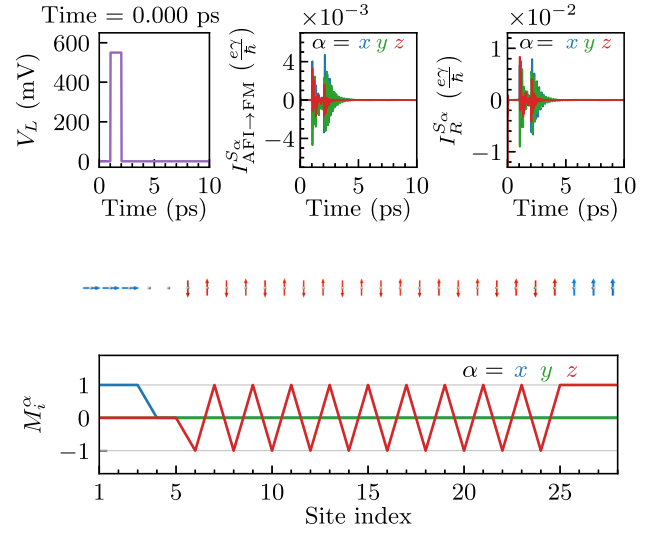 Time = 0.000 ps
×10⁻³
×10⁻²
V_L (mV)
600
400
200
0
0 5 10
Time (ps)
I^{S_α}_{AFI→FM} (eγ/ħ)
α = x y z
4
0
−4
0 5 10
Time (ps)
I^{S_α}_R (eγ/ħ)
α = x y z
1
0
−1
0 5 10
Time (ps)
M_i^α
α = x y z
1
0
−1
1 5 10 15 20 25
Site index